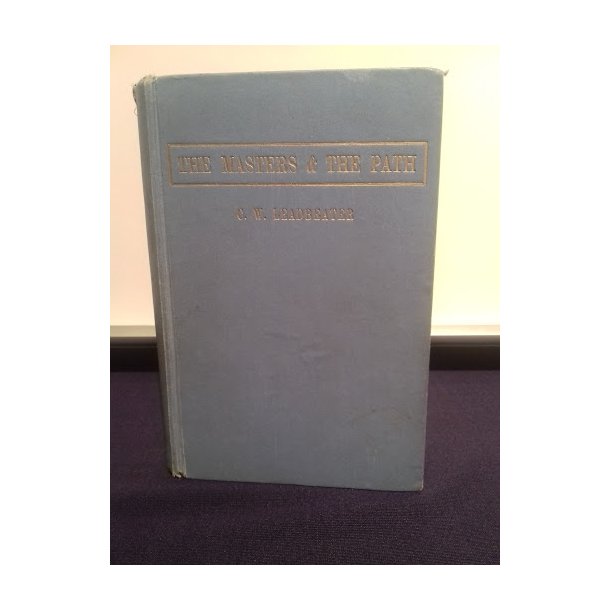 THE MASTERS & THE PATH
C. W. LEADBEATER